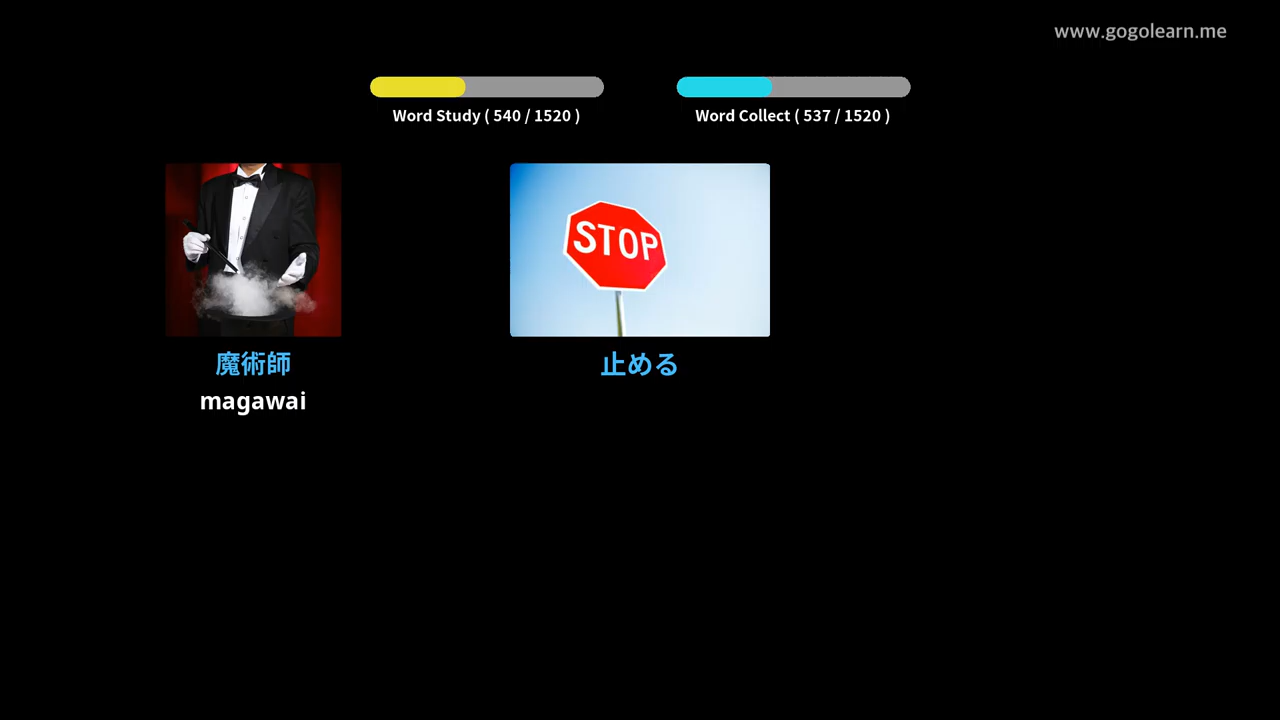 www.gogolearn.me
Word Study ( 540 / 1520 )
Word Collect ( 537 / 1520 )
STOP
魔術師
止める
magawai